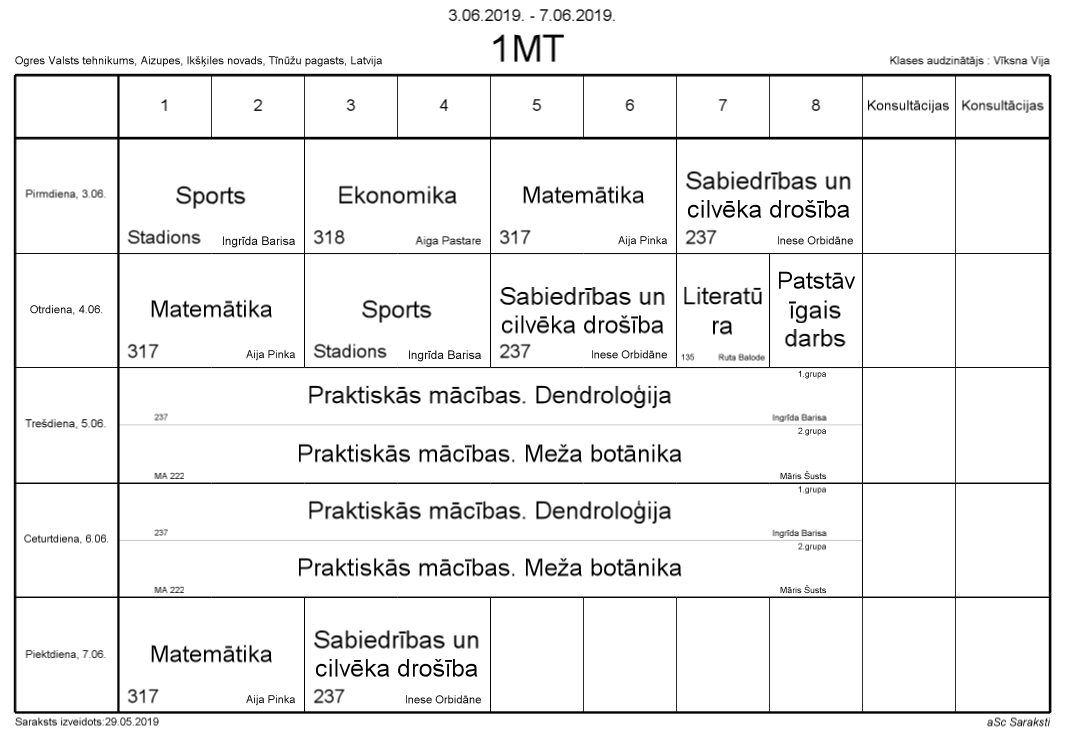 3.06.2019. - 7.06.2019.
1MT
Ogres Valsts tehnikums, Aizupes, Ikšķiles novads, Tīnūžu pagasts, Latvija
Klases audzinātājs : Vīksna Vija
1 2 3 4 5 6 7 8 Konsultācijas Konsultācijas
Pirmdiena, 3.06.
Sports
Stadions Ingrīda Barisa
Ekonomika
318 Aiga Pastare
Matemātika
317 Aija Pinka
Sabiedrības un
cilvēka drošība
237 Inese Orbidāne
Otrdiena, 4.06.
Matemātika
317 Aija Pinka
Sports
Stadions Ingrīda Barisa
Sabiedrības un
cilvēka drošība
237 Inese Orbidāne
Literatū
ra
135 Ruta Balode
Patstāv
īgais
darbs
Trešdiena, 5.06.
1.grupa
Praktiskās mācības. Dendroloģija
237 Ingrīda Barisa
2.grupa
Praktiskās mācības. Meža botānika
MA 222 Māris Šusts
Ceturtdiena, 6.06.
1.grupa
Praktiskās mācības. Dendroloģija
237 Ingrīda Barisa
2.grupa
Praktiskās mācības. Meža botānika
MA 222 Māris Šusts
Piektdiena, 7.06.
Matemātika
317 Aija Pinka
Sabiedrības un
cilvēka drošība
237 Inese Orbidāne
Saraksts izveidots:29.05.2019
aSc Saraksti